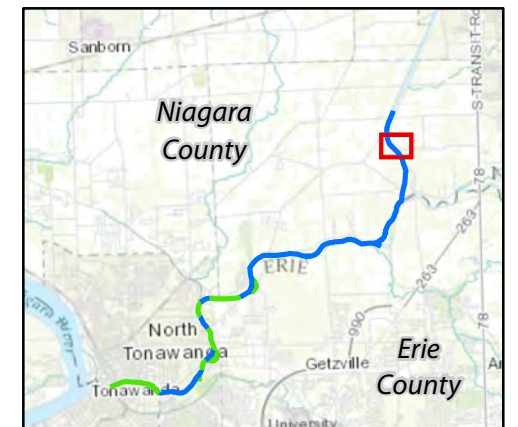 Sanborn
Niagara
County
S-TRANSIT-Rd
78
263
ERIE
263
990
78
North
Tonawanda
Getzville
Erie
County
Tonawanda
University